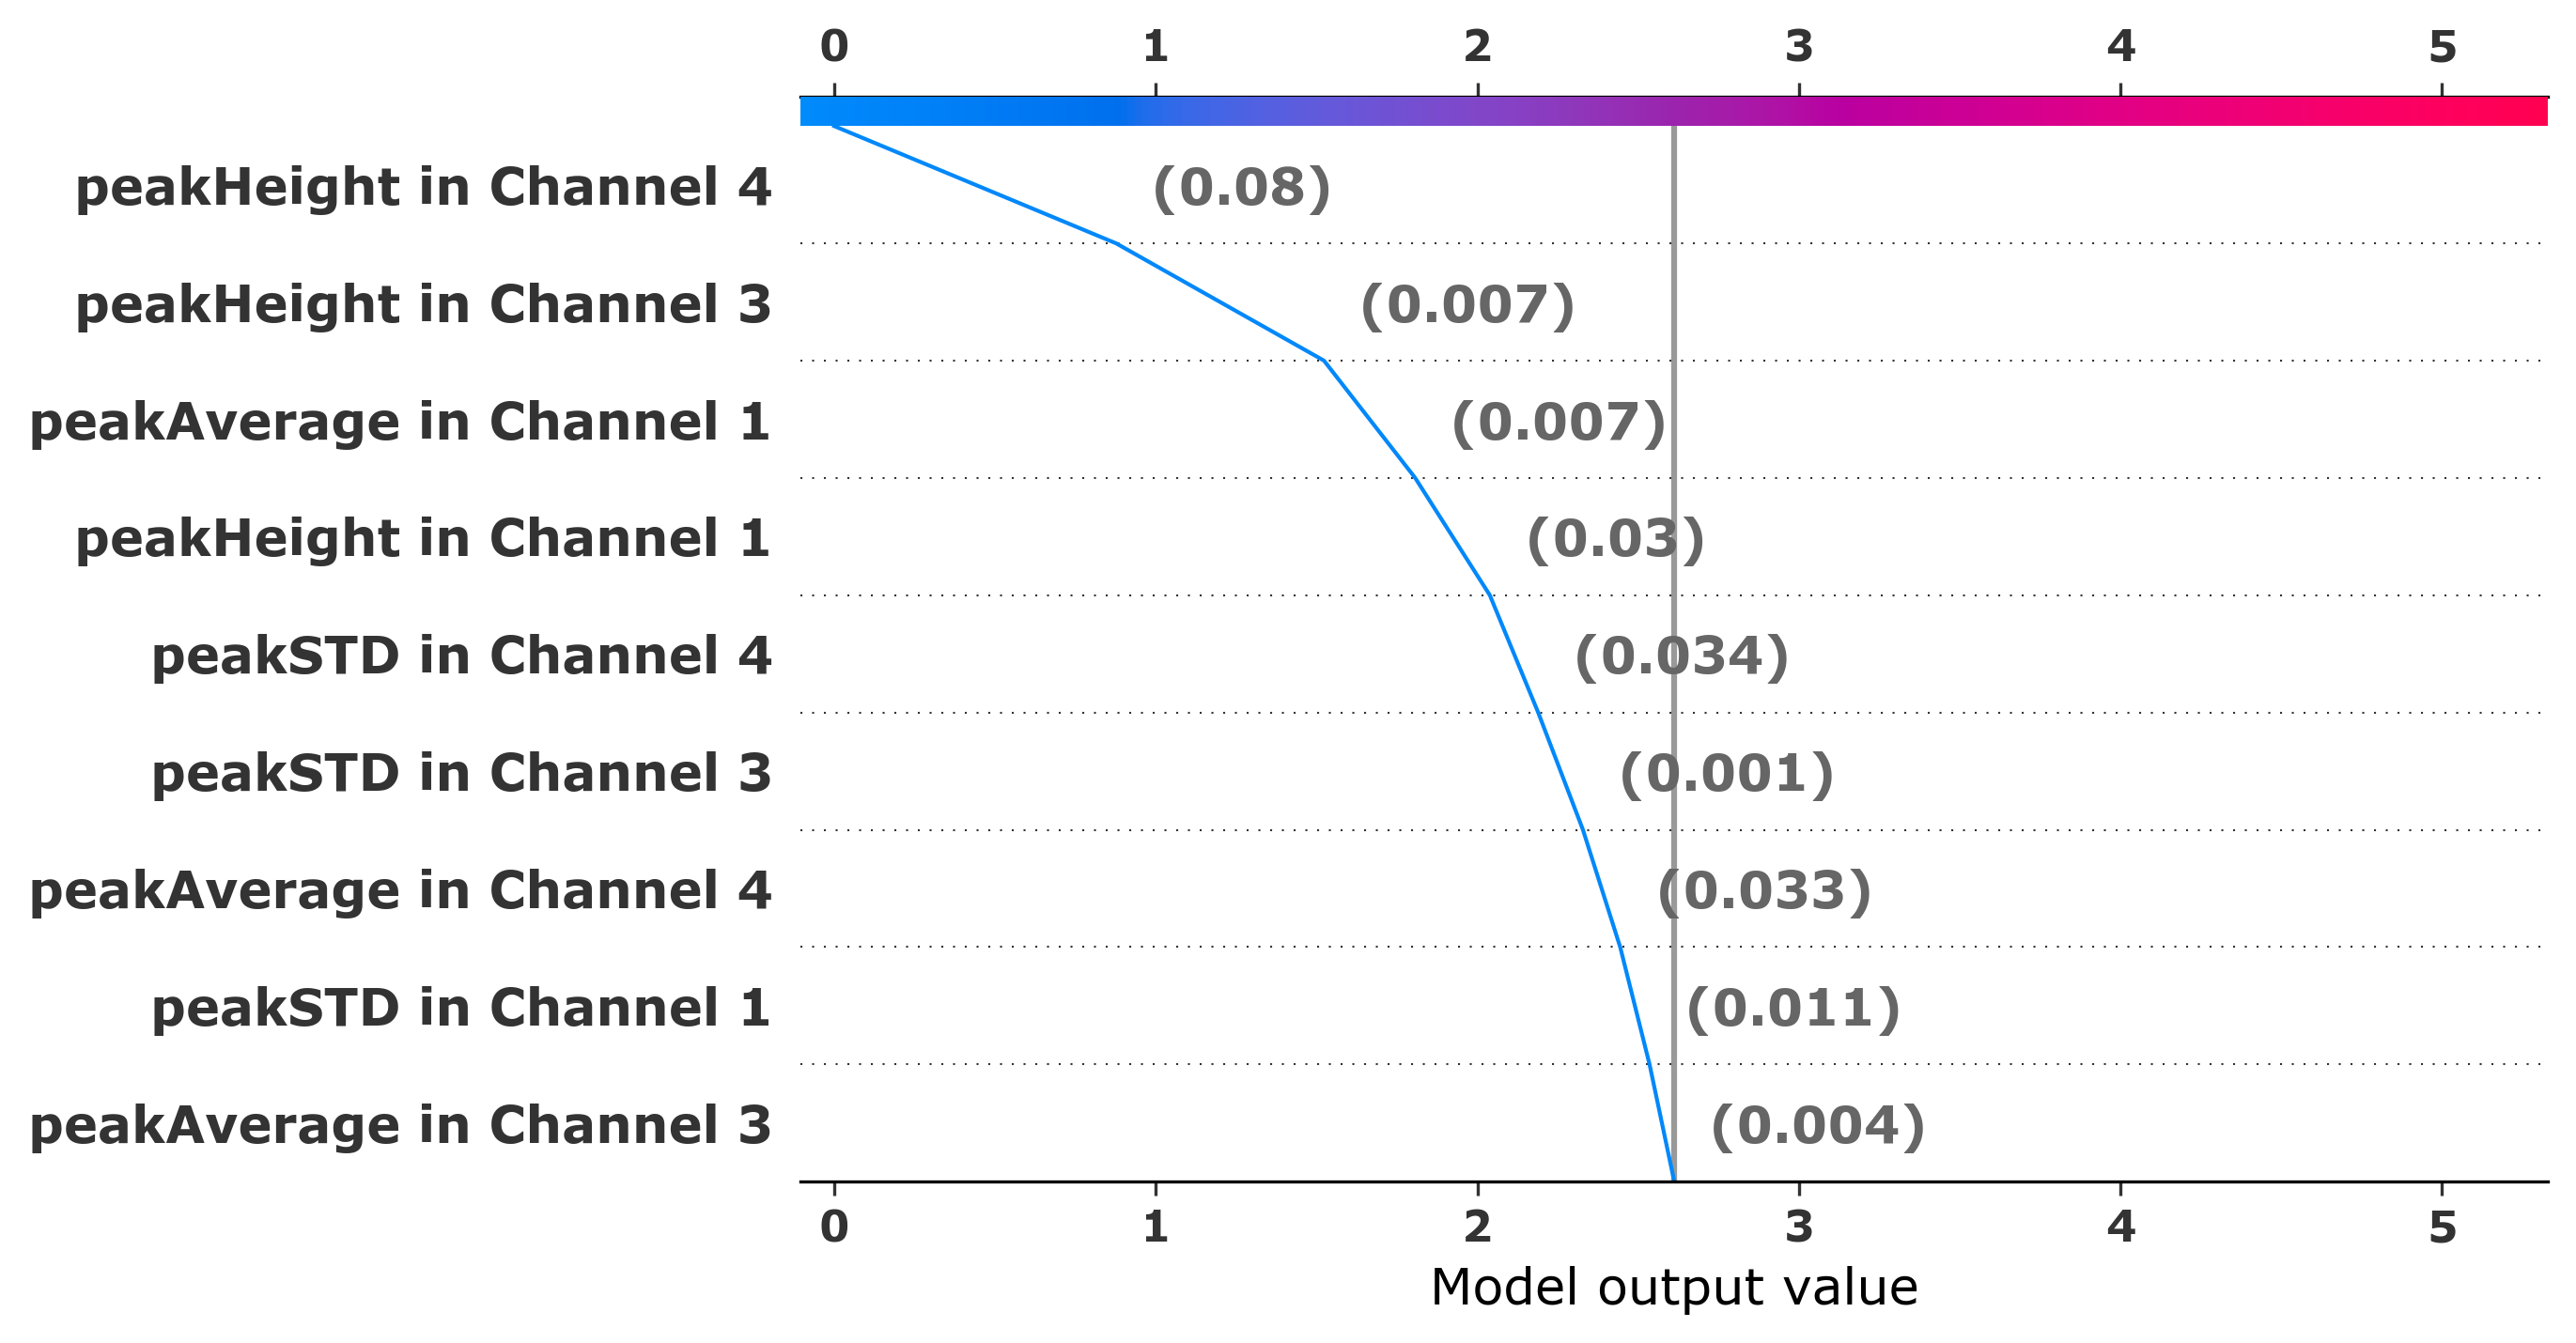 0 1 2 3 4 5
peakHeight in Channel 4 (0.08)
peakHeight in Channel 3 (0.007)
peakAverage in Channel 1 (0.007)
peakHeight in Channel 1 (0.03)
peakSTD in Channel 4 (0.034)
peakSTD in Channel 3 (0.001)
peakAverage in Channel 4 (0.033)
peakSTD in Channel 1 (0.011)
peakAverage in Channel 3 (0.004)
0 1 2 3 4 5
Model output value